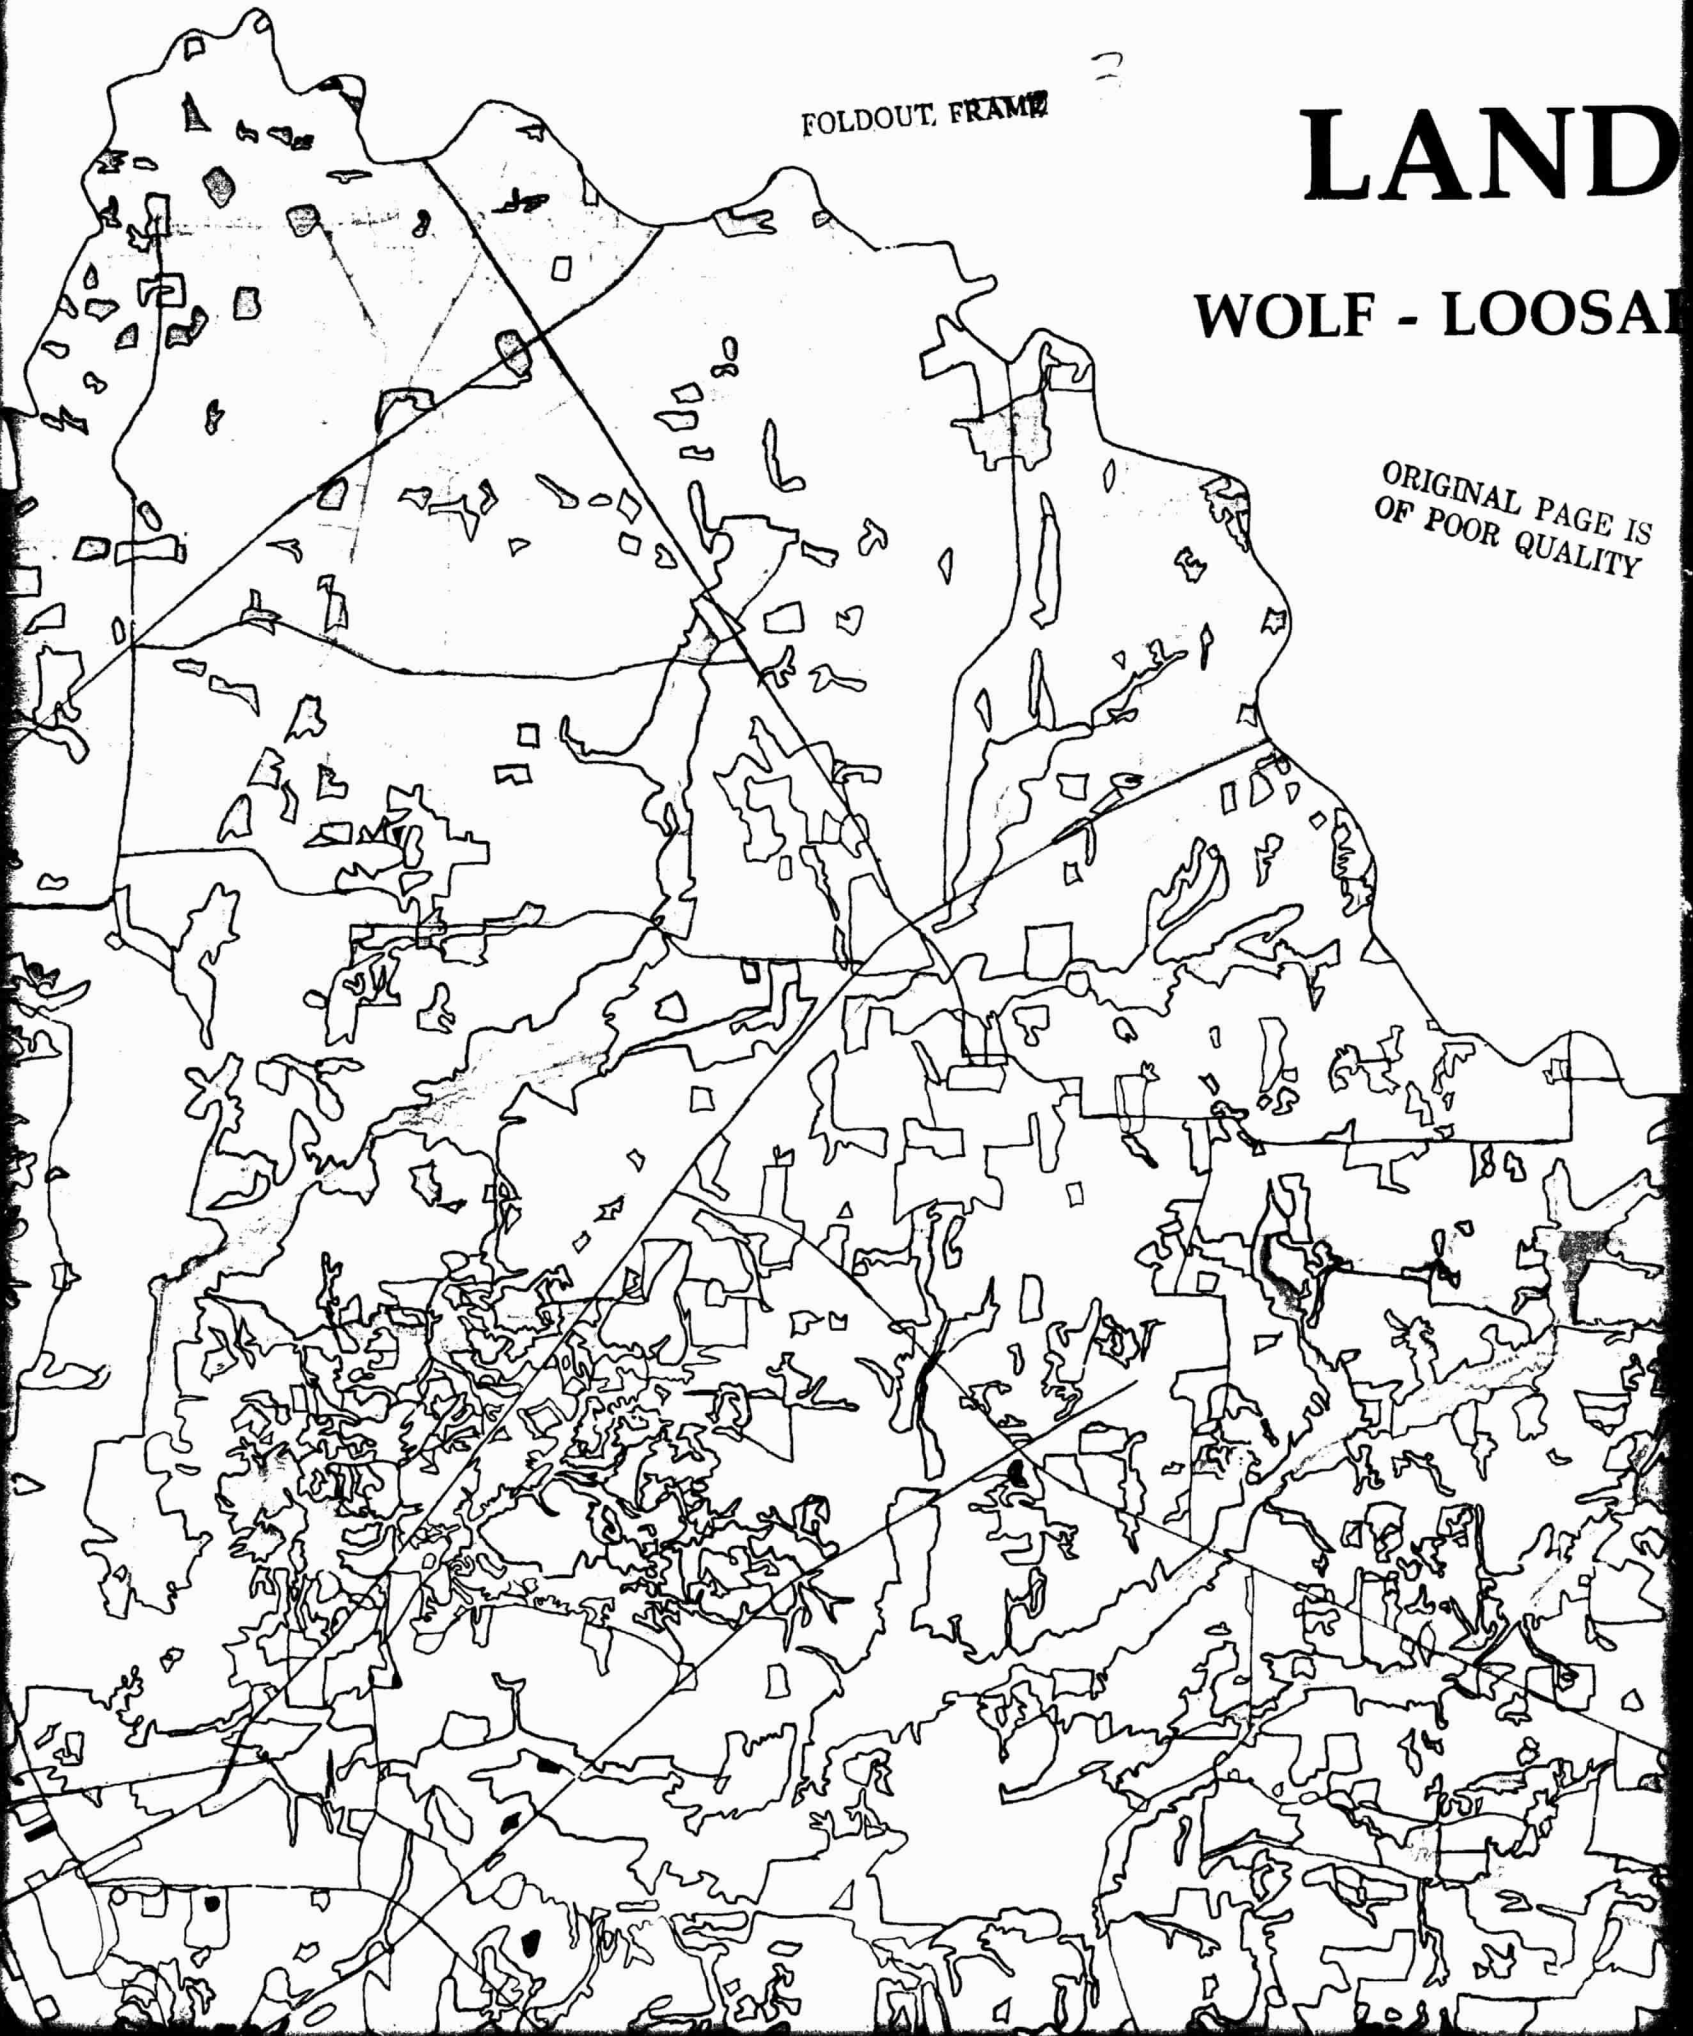 FOLDOUT FRAME
LAND
WOLF - LOOSA
ORIGINAL PAGE IS
OF POOR QUALITY